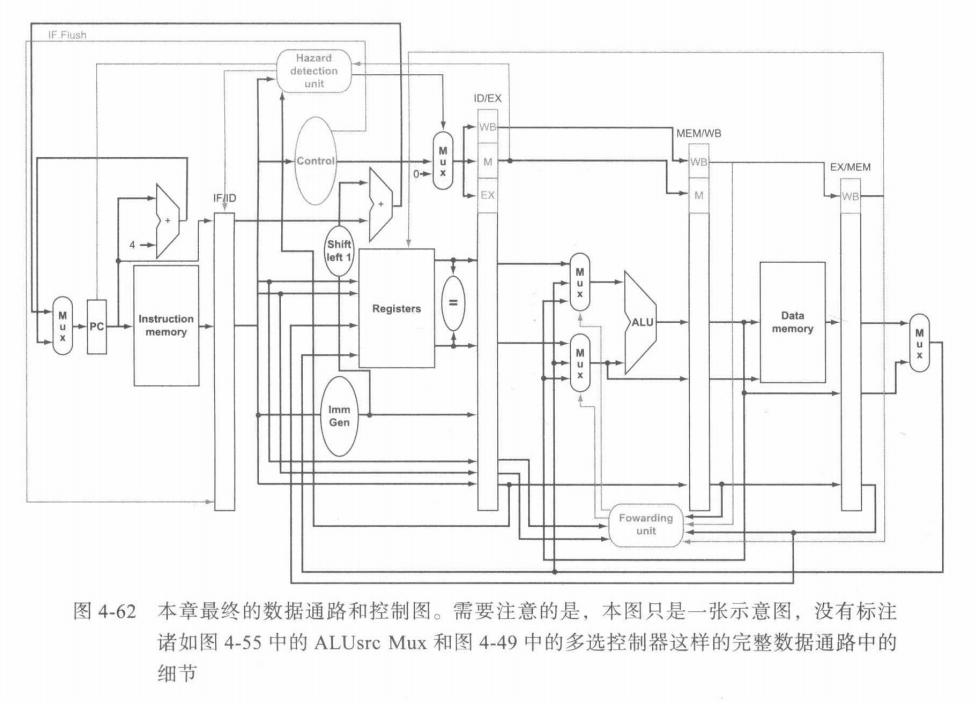 IF.Flush
Hazard
detection
unit
ID/EX
WB
MEM/WB
Control
M
u
x
M
WB
EX/MEM
0
EX
M
WB
IF/ID
+
+
4
Shift
left 1
M
u
x
Registers
=
M
u
x
PC
Instruction
memory
ALU
Data
memory
M
u
x
M
u
x
Imm
Gen
Fowarding
unit
图 4-62 本章最终的数据通路和控制图。需要注意的是，本图只是一张示意图，没有标注
诸如图 4-55 中的 ALUsrc Mux 和图 4-49 中的多选控制器这样的完整数据通路中的
细节